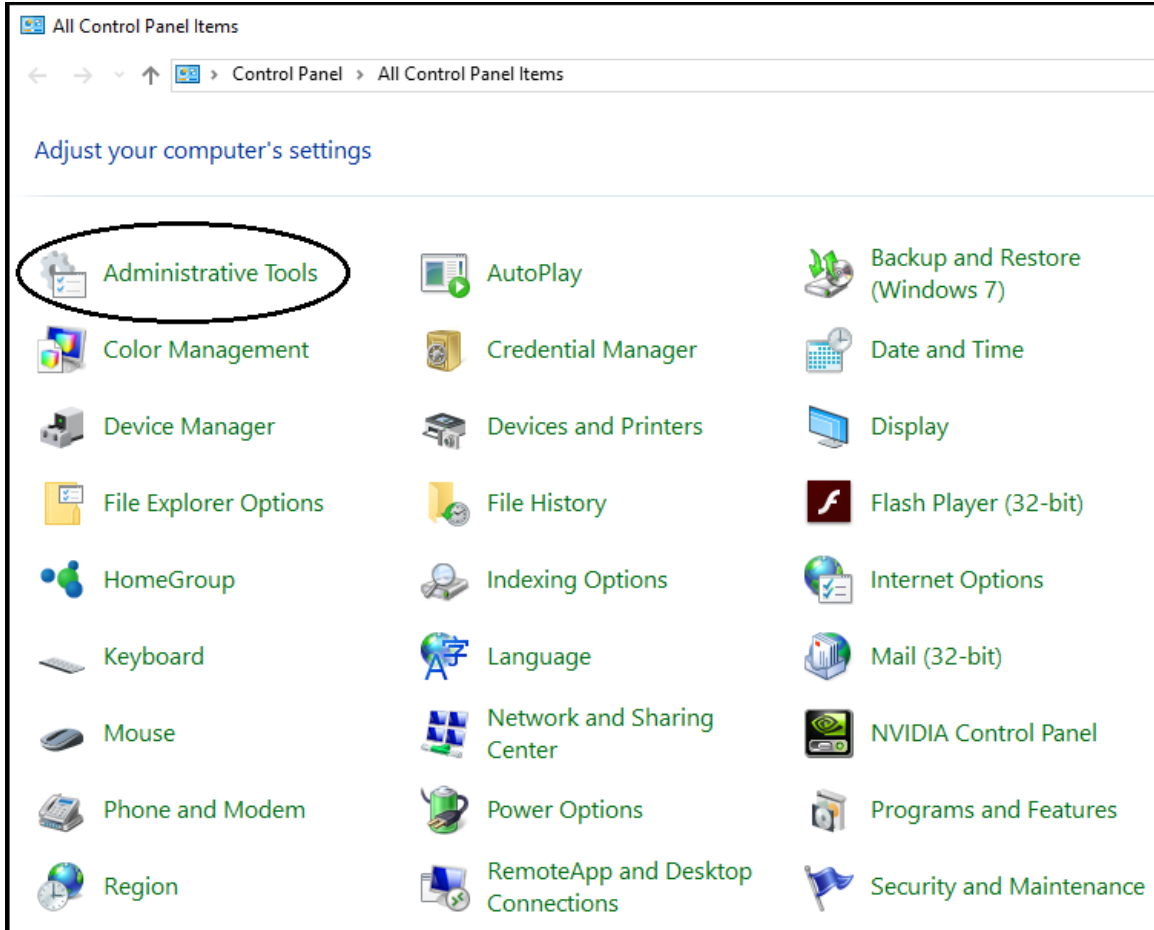 All Control Panel Items
Control Panel > All Control Panel Items
Adjust your computer's settings
Administrative Tools
AutoPlay
Backup and Restore
(Windows 7)
Color Management
Credential Manager
Date and Time
Device Manager
Devices and Printers
Display
File Explorer Options
File History
Flash Player (32-bit)
HomeGroup
Indexing Options
Internet Options
Keyboard
Language
Mail (32-bit)
Mouse
Network and Sharing
Center
NVIDIA Control Panel
Phone and Modem
Power Options
Programs and Features
Region
RemoteApp and Desktop
Connections
Security and Maintenance